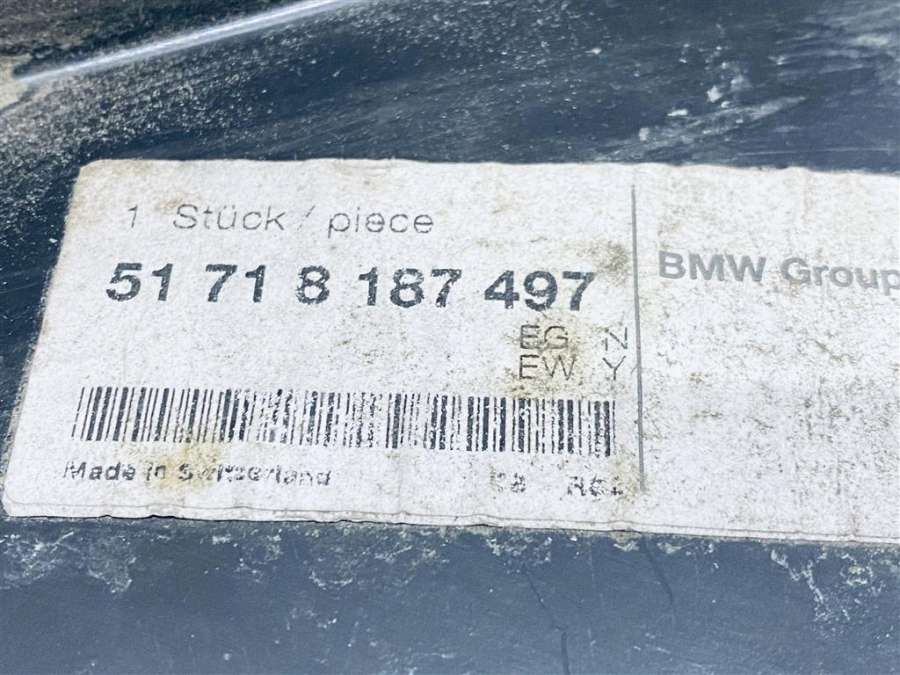 1 Stück / piece
51 71 8 187 497
BMW Group
EG N
EW Y
Made in Switzerland